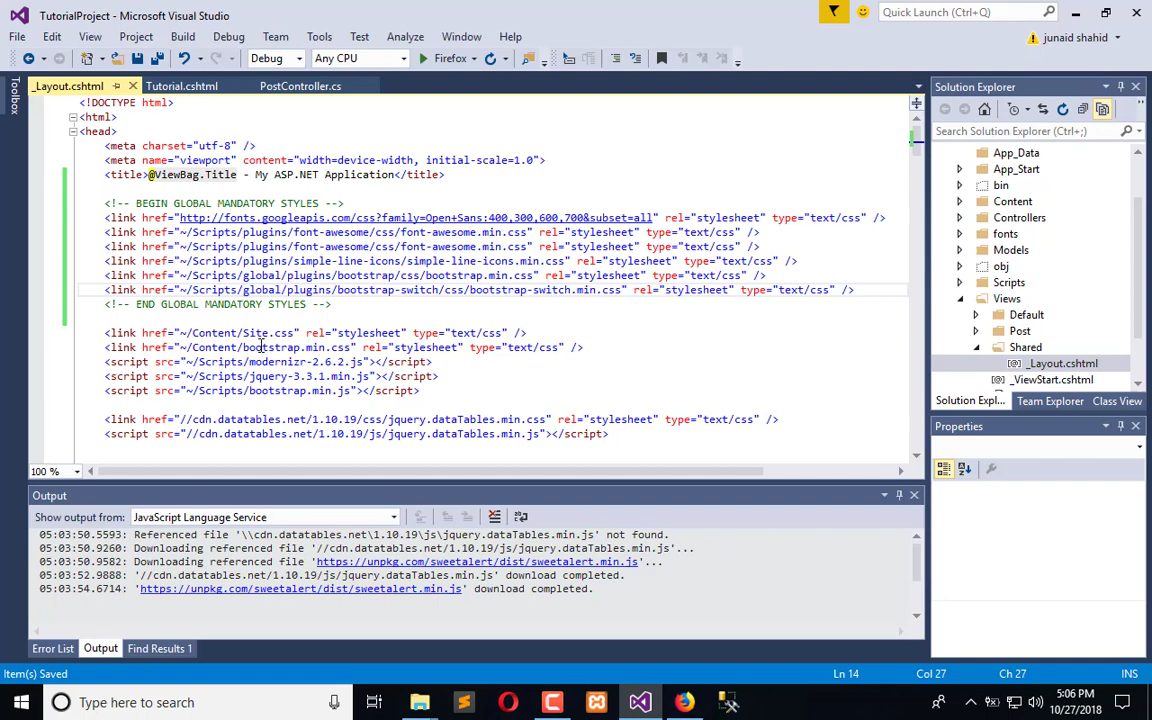 TutorialProject - Microsoft Visual Studio
Quick Launch (Ctrl+Q)
File Edit View Project Build Debug Team Tools Test Analyze Window Help
junaid shahid
Debug Any CPU Firefox
_Layout.cshtml Tutorial.cshtml PostController.cs
Toolbox
<!DOCTYPE html>
<html>
<head>
<meta charset="utf-8" />
<meta name="viewport" content="width=device-width, initial-scale=1.0">
<title>@ViewBag.Title - My ASP.NET Application</title>
<!-- BEGIN GLOBAL MANDATORY STYLES -->
<link href="http://fonts.googleapis.com/css?family=Open+Sans:400,300,600,700&subset=all" rel="stylesheet" type="text/css" />
<link href="~/Scripts/plugins/font-awesome/css/font-awesome.min.css" rel="stylesheet" type="text/css" />
<link href="~/Scripts/plugins/font-awesome/css/font-awesome.min.css" rel="stylesheet" type="text/css" />
<link href="~/Scripts/plugins/simple-line-icons/simple-line-icons.min.css" rel="stylesheet" type="text/css" />
<link href="~/Scripts/global/plugins/bootstrap/css/bootstrap.min.css" rel="stylesheet" type="text/css" />
<link href="~/Scripts/global/plugins/bootstrap-switch/css/bootstrap-switch.min.css" rel="stylesheet" type="text/css" />
<!-- END GLOBAL MANDATORY STYLES -->
<link href="~/Content/Site.css" rel="stylesheet" type="text/css" />
<link href="~/Content/bootstrap.min.css" rel="stylesheet" type="text/css" />
<script src="~/Scripts/modernizr-2.6.2.js"></script>
<script src="~/Scripts/jquery-3.3.1.min.js"></script>
<script src="~/Scripts/bootstrap.min.js"></script>
<link href="//cdn.datatables.net/1.10.19/css/jquery.dataTables.min.css" rel="stylesheet" type="text/css" />
<script src="//cdn.datatables.net/1.10.19/js/jquery.dataTables.min.js"></script>
100 %
Solution Explorer
Search Solution Explorer (Ctrl+;)
App_Data
App_Start
bin
Content
Controllers
fonts
Models
obj
Scripts
Views
Default
Post
Shared
_Layout.cshtml
_ViewStart.cshtml
Solution Expl... Team Explorer Class View
Properties
Output
Show output from: JavaScript Language Service
05:03:50.5593: Referenced file '\\cdn.datatables.net\1.10.19\js\jquery.dataTables.min.js' not found.
05:03:50.9260: Downloading referenced file '//cdn.datatables.net/1.10.19/js/jquery.dataTables.min.js'...
05:03:50.9582: Downloading referenced file 'https://unpkg.com/sweetalert/dist/sweetalert.min.js'...
05:03:52.9888: '//cdn.datatables.net/1.10.19/js/jquery.dataTables.min.js' download completed.
05:03:54.6714: 'https://unpkg.com/sweetalert/dist/sweetalert.min.js' download completed.
Error List Output Find Results 1
Item(s) Saved Ln 14 Col 27 Ch 27 INS
Type here to search
5:06 PM
10/27/2018